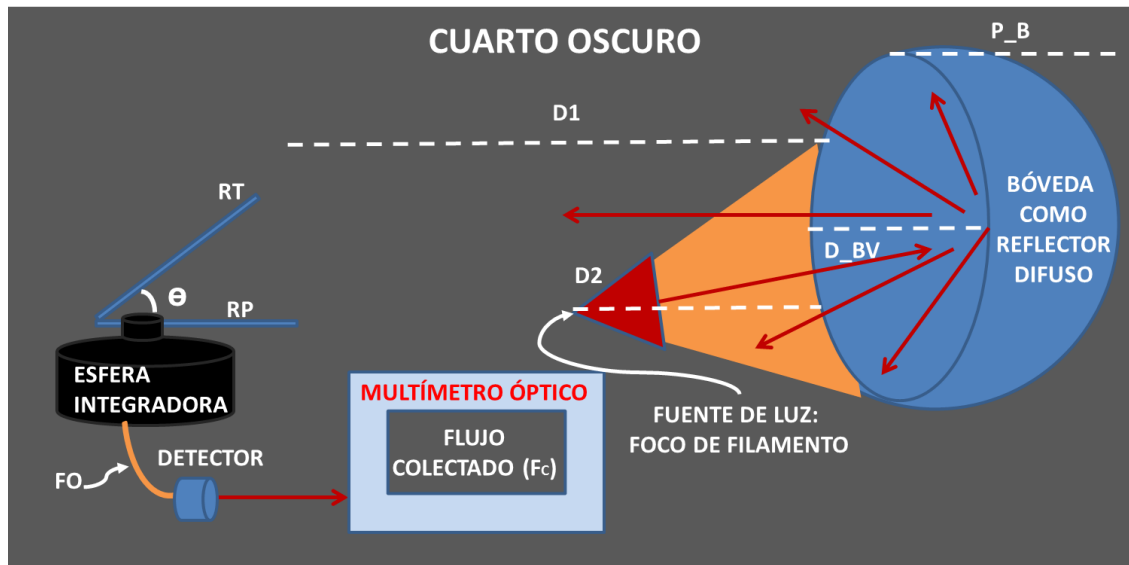 CUARTO OSCURO
P_B
D1
RT
BÓVEDA
COMO
REFLECTOR
DIFUSO
D_BV
D2
Ө
RP
ESFERA
INTEGRADORA
MULTÍMETRO ÓPTICO
FLUJO
COLECTADO (Fc)
FUENTE DE LUZ:
FOCO DE FILAMENTO
DETECTOR
FO